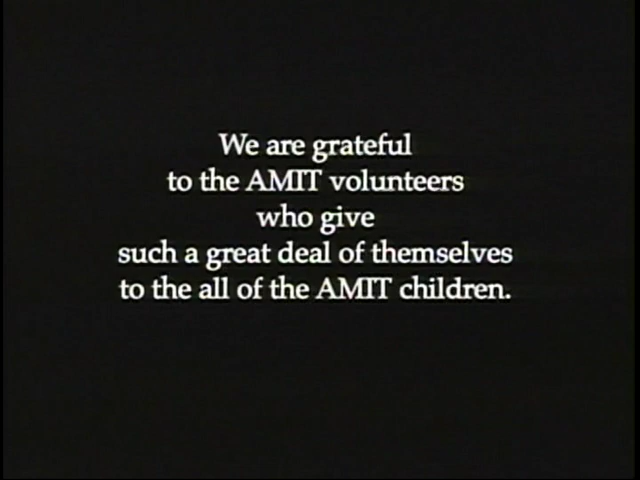 We are grateful
to the AMIT volunteers
who give
such a great deal of themselves
to the all of the AMIT children.